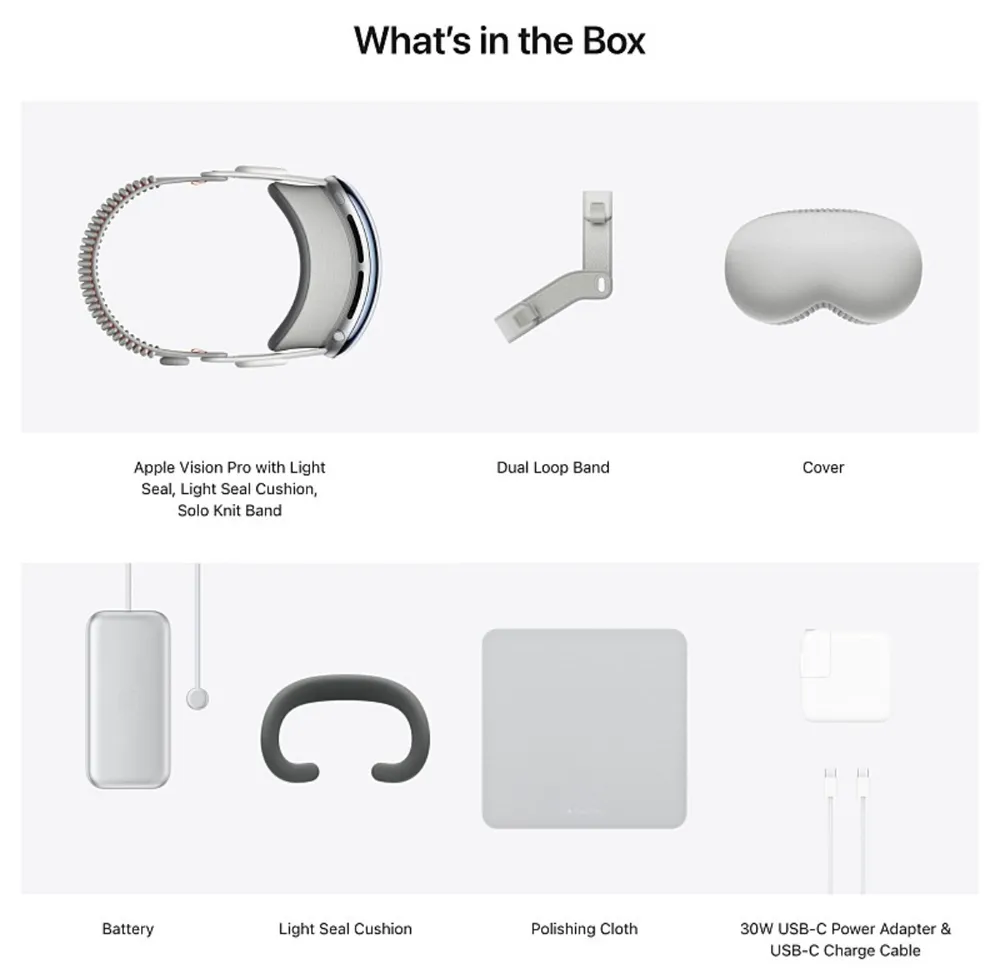 What's in the Box
Apple Vision Pro with Light
Seal, Light Seal Cushion,
Solo Knit Band
Dual Loop Band
Cover
Battery
Light Seal Cushion
Polishing Cloth
30W USB-C Power Adapter &
USB-C Charge Cable